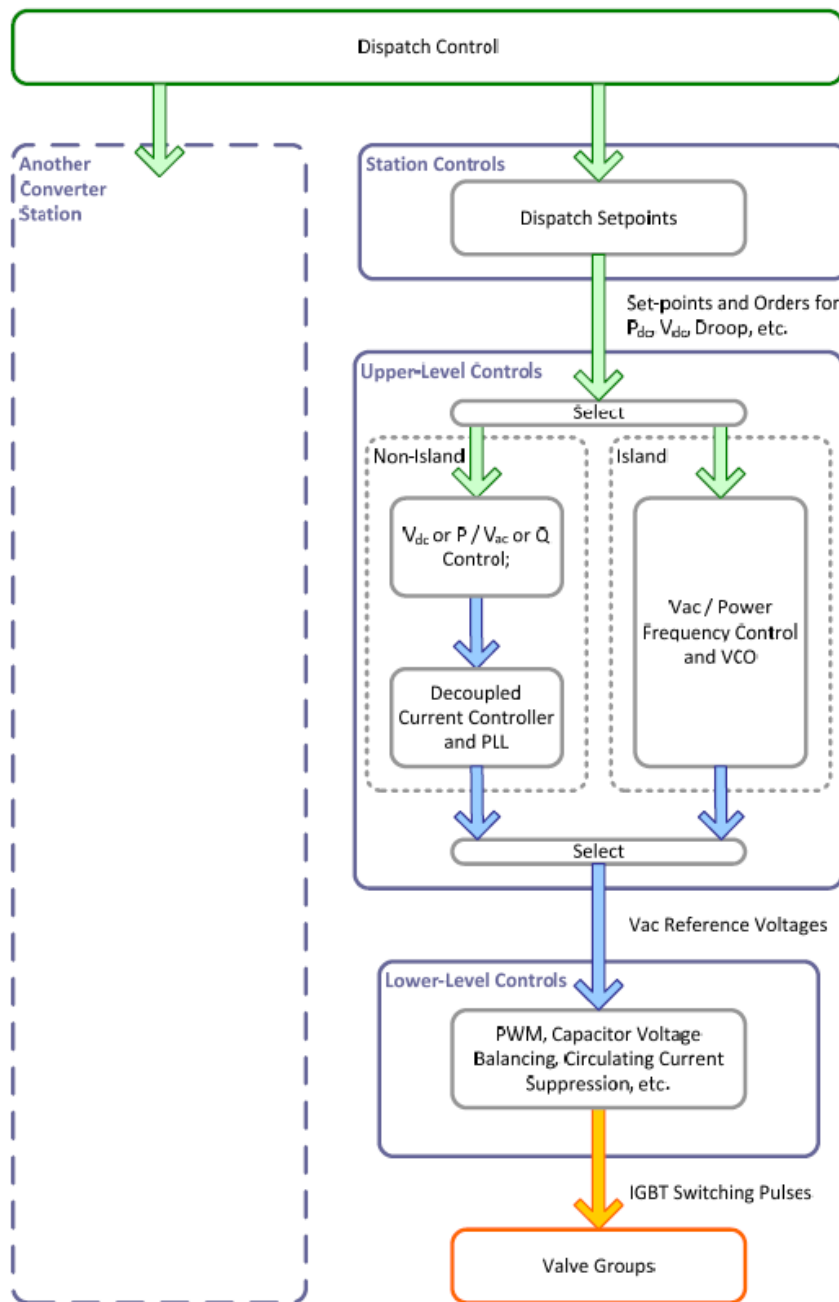 Dispatch Control
Another
Converter
Station
Station Controls
Dispatch Setpoints
Set-points and Orders for
Pdc, Vdc, Droop, etc.
Upper-Level Controls
Select
Non-Island
Vdc or P / Vac or Q
Control;
Decoupled
Current Controller
and PLL
Island
Vac / Power
Frequency Control
and VCO
Select
Vac Reference Voltages
Lower-Level Controls
PWM, Capacitor Voltage
Balancing, Circulating Current
Suppression, etc.
IGBT Switching Pulses
Valve Groups